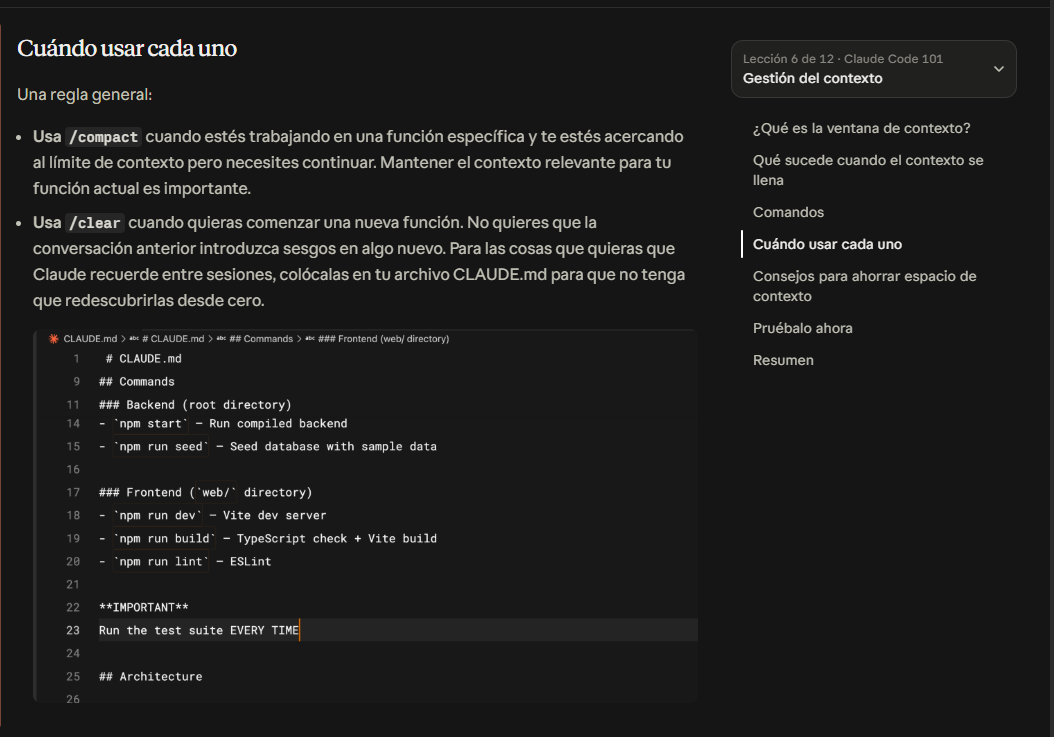 Cuándo usar cada uno
Una regla general:
• Usa /compact cuando estés trabajando en una función específica y te estés acercando
al límite de contexto pero necesites continuar. Mantener el contexto relevante para tu
función actual es importante.
• Usa /clear cuando quieras comenzar una nueva función. No quieres que la
conversación anterior introduzca sesgos en algo nuevo. Para las cosas que quieras que
Claude recuerde entre sesiones, colócalas en tu archivo CLAUDE.md para que no tenga
que redescubrirlas desde cero.
CLAUDE.md > abc # CLAUDE.md > abc ## Commands > abc ### Frontend (web/ directory)
1 # CLAUDE.md
9 ## Commands
11 ### Backend (root directory)
14 - `npm start` – Run compiled backend
15 - `npm run seed` – Seed database with sample data
16
17 ### Frontend (`web/` directory)
18 - `npm run dev` – Vite dev server
19 - `npm run build` – TypeScript check + Vite build
20 - `npm run lint` – ESLint
21
22 **IMPORTANT**
23 Run the test suite EVERY TIME
24
25 ## Architecture
26
Lección 6 de 12 · Claude Code 101
Gestión del contexto
¿Qué es la ventana de contexto?
Qué sucede cuando el contexto se
llena
Comandos
Cuándo usar cada uno
Consejos para ahorrar espacio de
contexto
Pruébalo ahora
Resumen